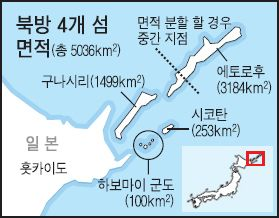 북방 4개 섬
면적(총 5036km²)
면적 분할 할 경우
중간 지점
구나시리(1499km²)
에토로후
(3184km²)
시코탄
(253km²)
일본
홋카이도
하보마이 군도
(100km²)